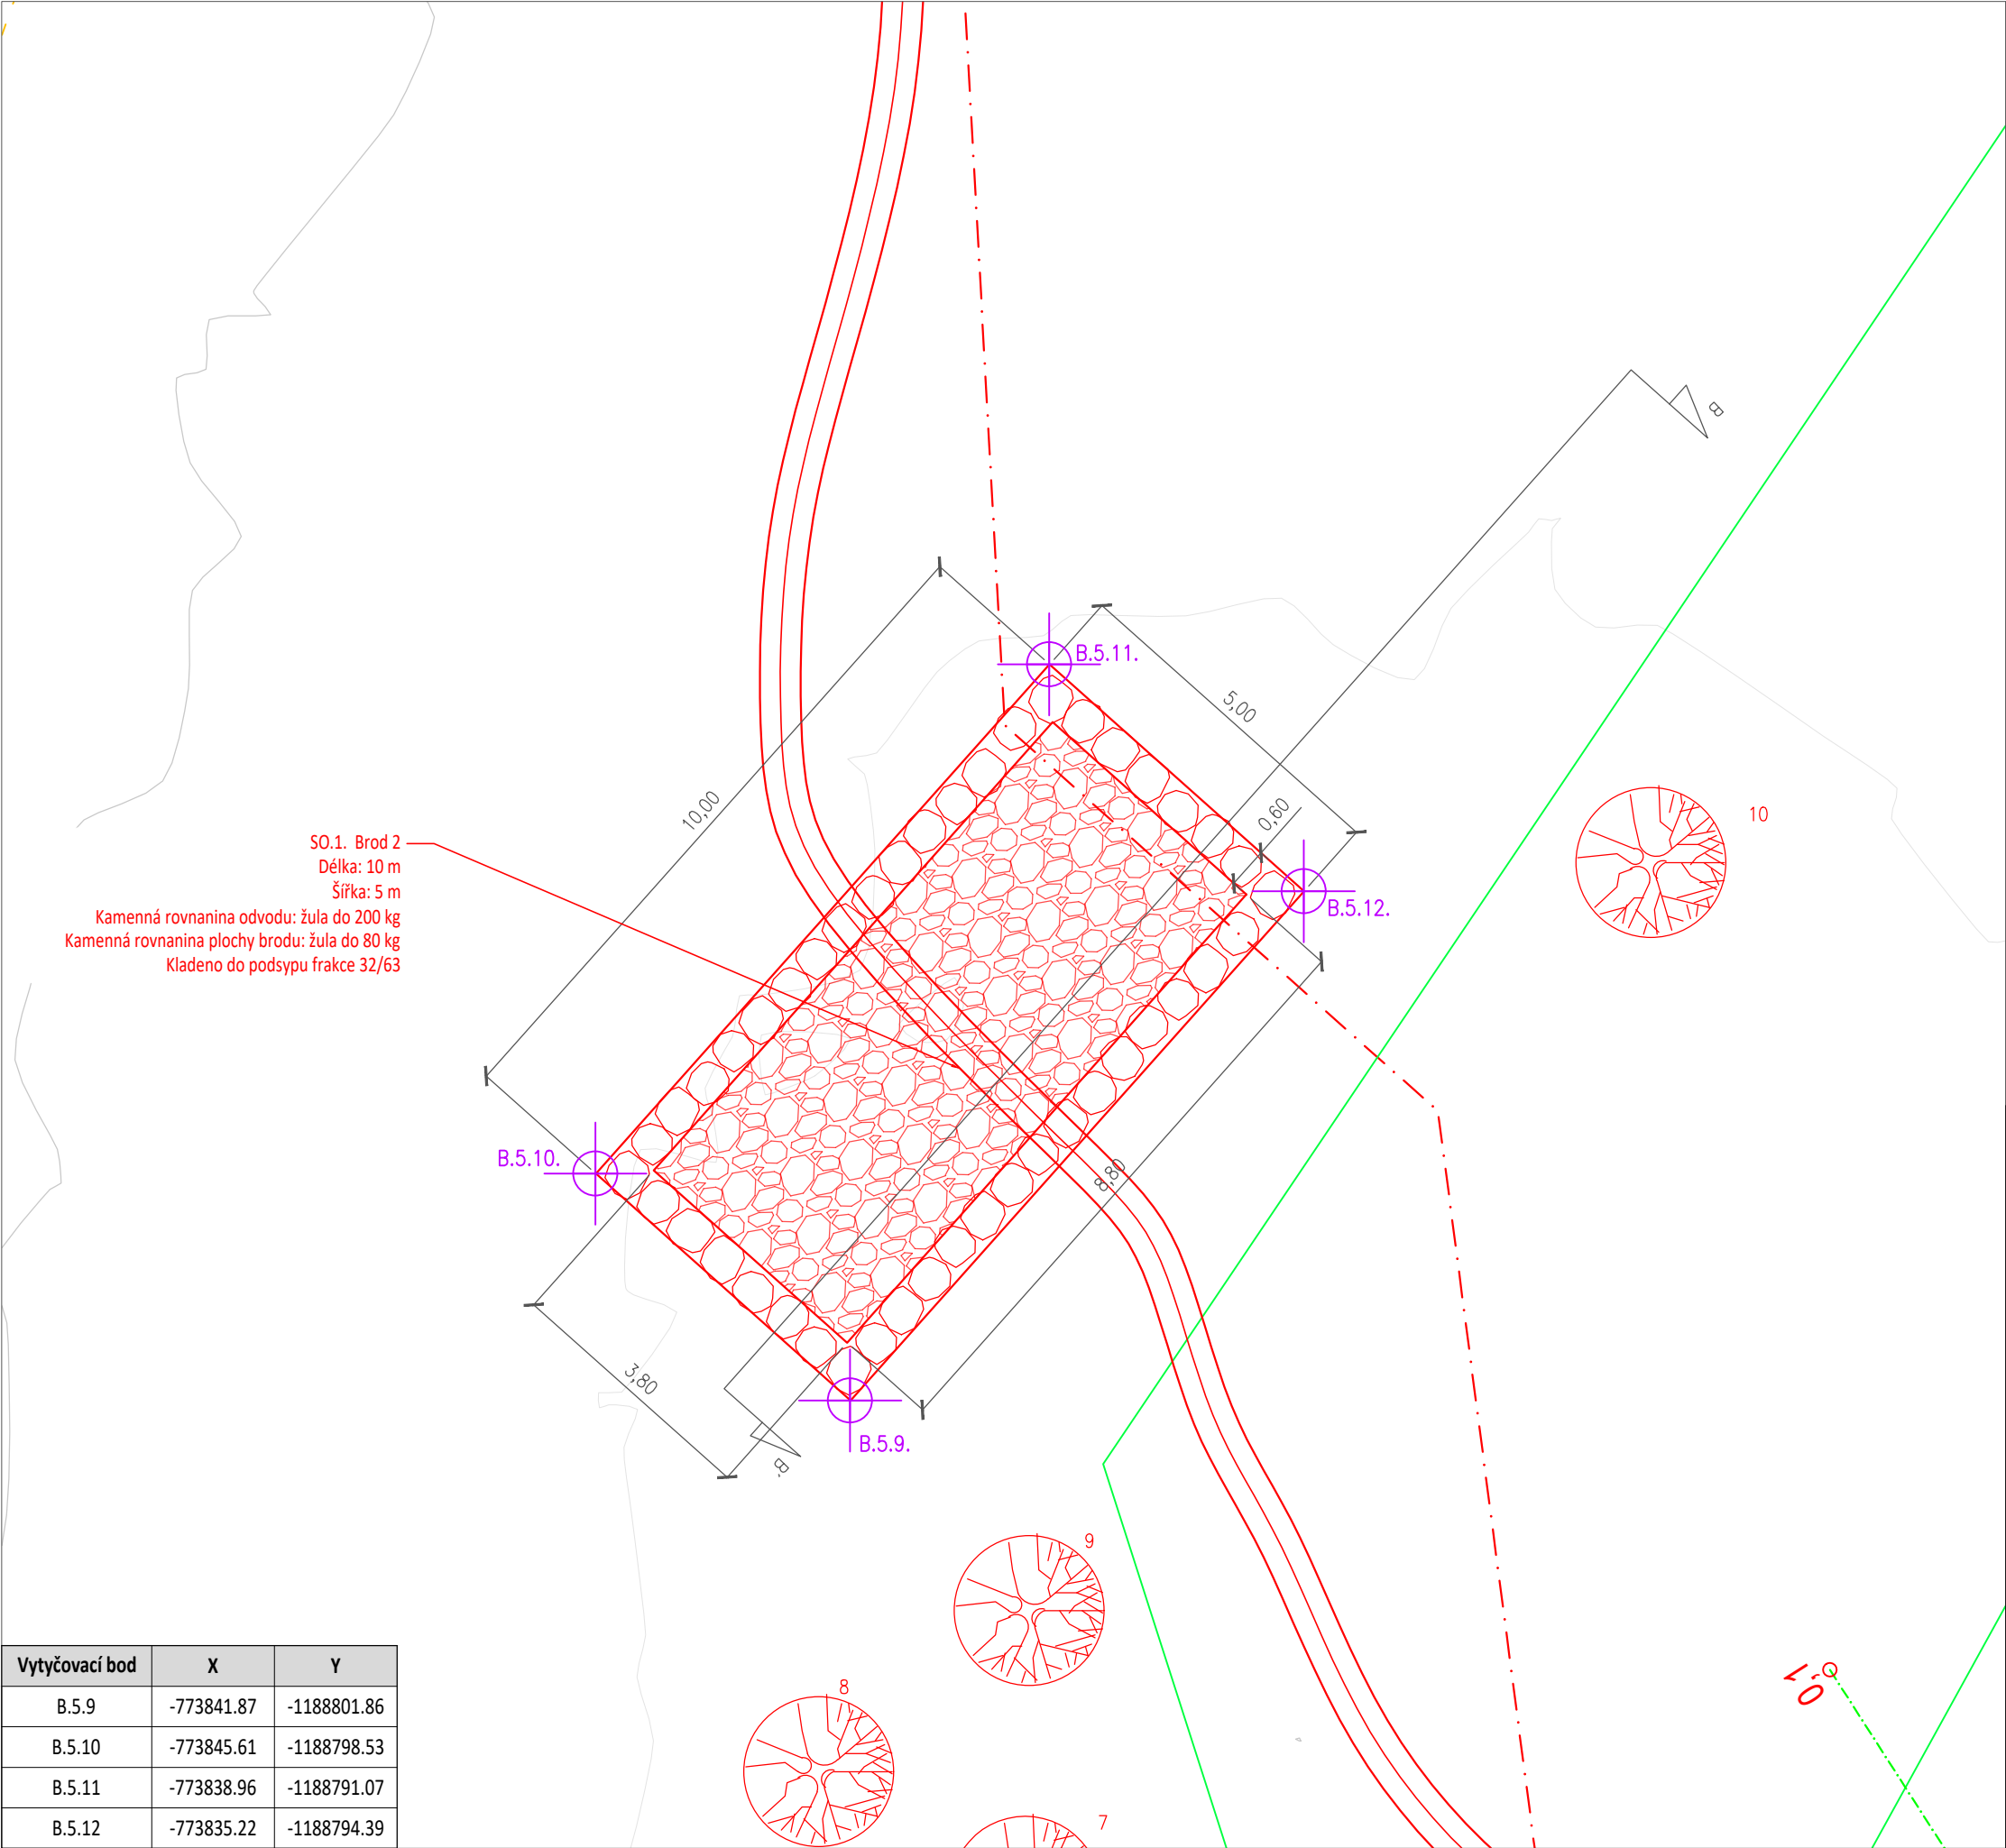 B
B.5.11.
5,00
10,00
0,60
10
SO.1. Brod 2
Délka: 10 m
Šířka: 5 m
Kamenná rovnanina odvodu: žula do 200 kg
Kamenná rovnanina plochy brodu: žula do 80 kg
Kladeno do podsypu frakce 32/63
B.5.12.
B.5.10.
8,80
3,80
B.5.9.
B'
9
8
7
0.1
Vytyčovací bod X Y
B.5.9 -773841.87 -1188801.86
B.5.10 -773845.61 -1188798.53
B.5.11 -773838.96 -1188791.07
B.5.12 -773835.22 -1188794.39